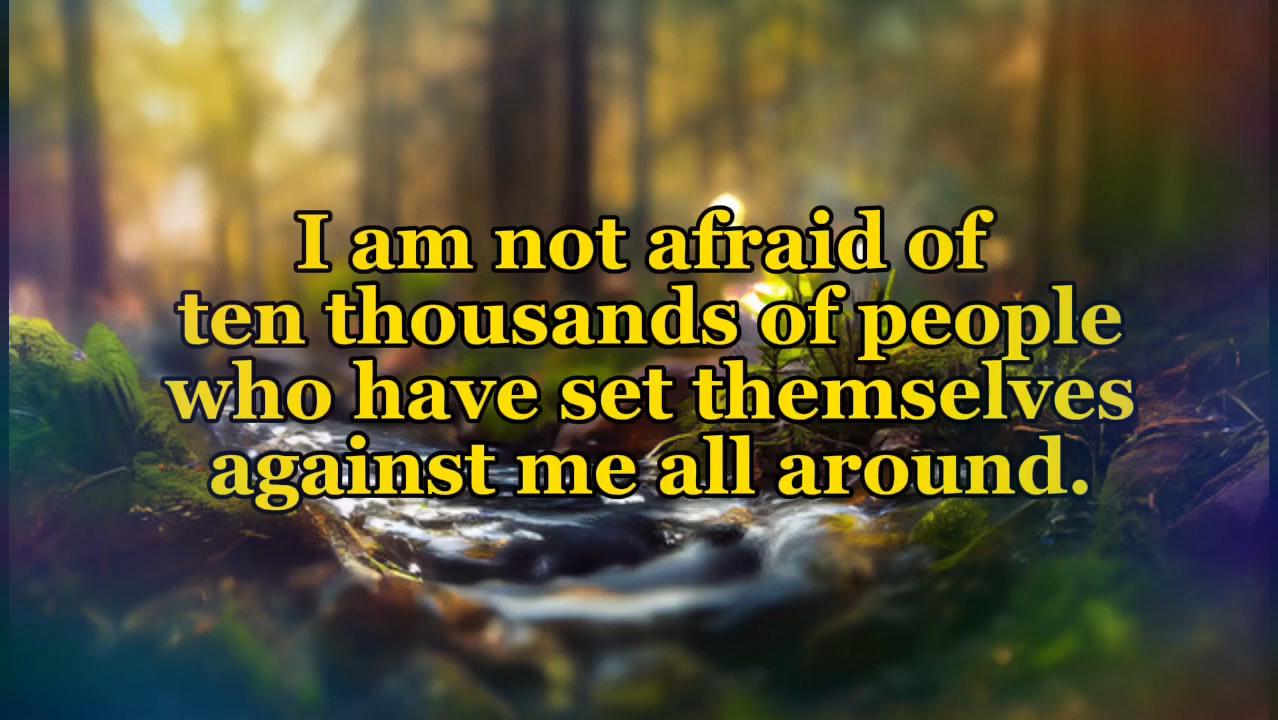 I am not afraid of
ten thousands of people
who have set themselves
against me all around.